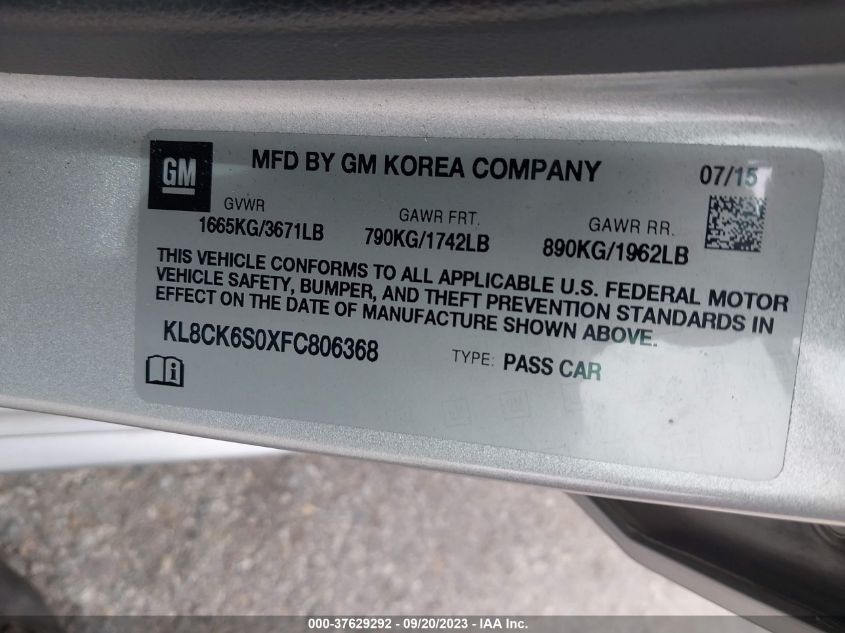 GM
MFD BY GM KOREA COMPANY
07/15
GVWR
GAWR FRT.
GAWR RR.
1665KG/3671LB
790KG/1742LB
890KG/1962LB
THIS VEHICLE CONFORMS TO ALL APPLICABLE U.S. FEDERAL MOTOR
VEHICLE SAFETY, BUMPER, AND THEFT PREVENTION STANDARDS IN
EFFECT ON THE DATE OF MANUFACTURE SHOWN ABOVE.
KL8CK6S0XFC806368
TYPE: PASS CAR
000-37629292 - 09/20/2023 - IAA Inc.